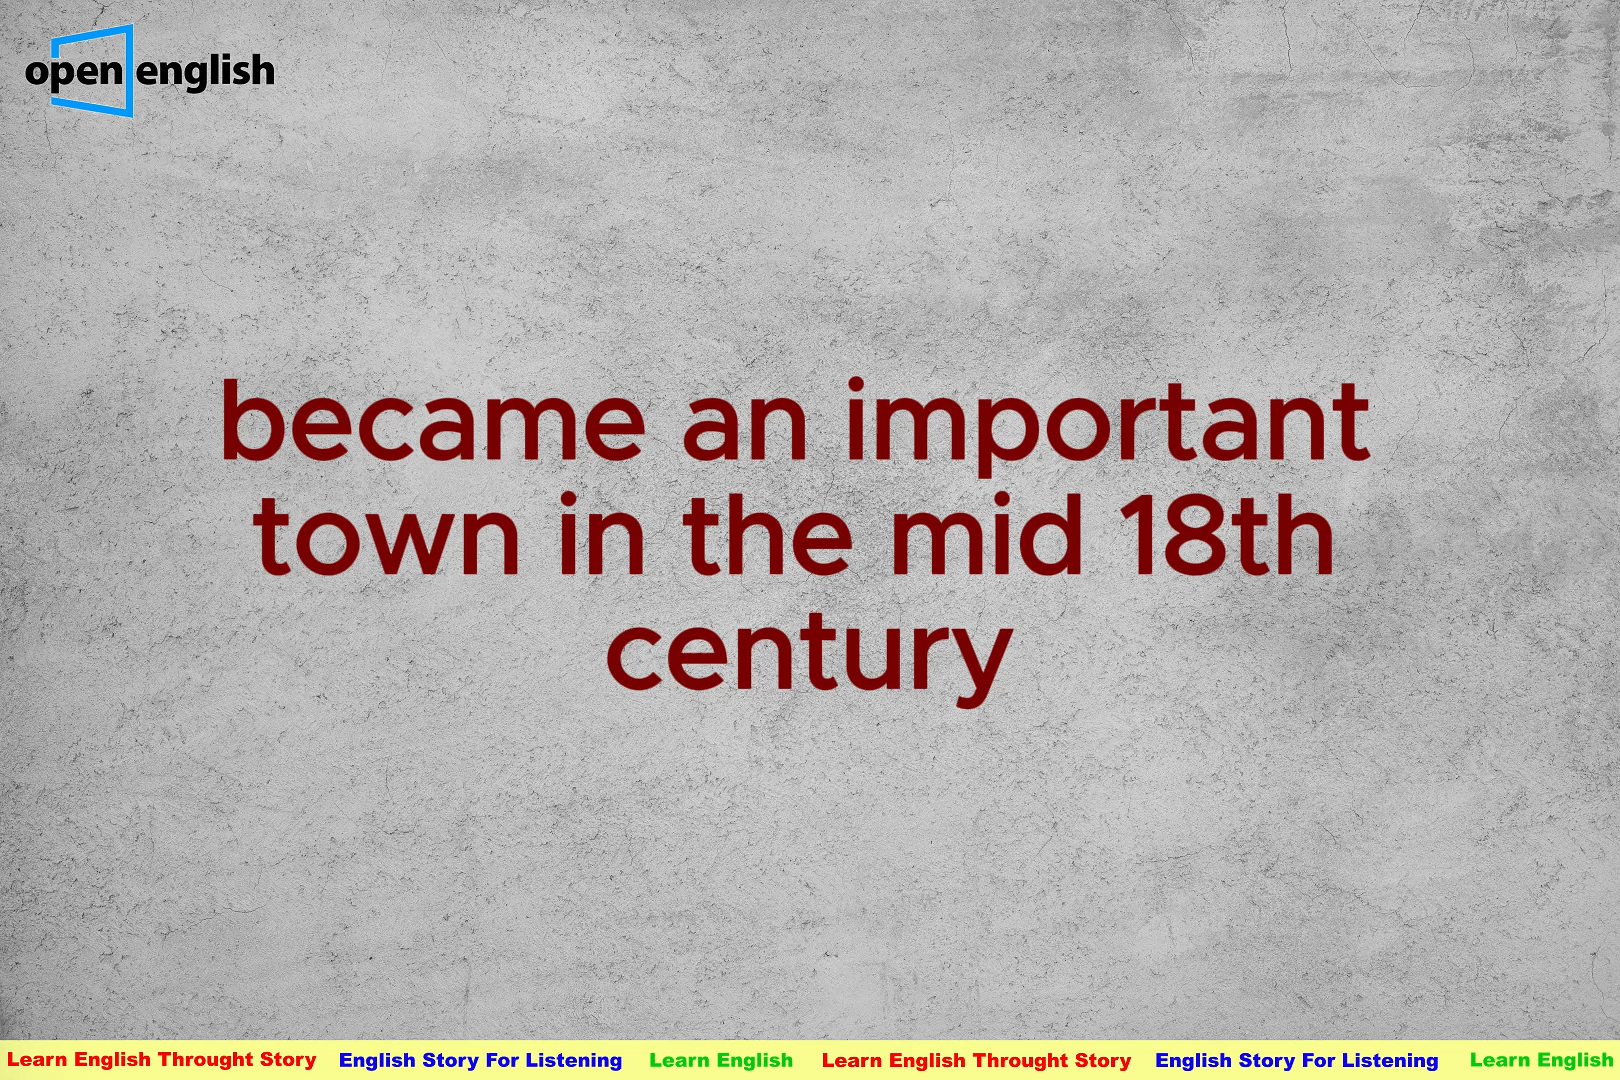 open english
became an important
town in the mid 18th
century
Learn English Throught Story English Story For Listening Learn English Learn English Throught Story English Story For Listening Learn English